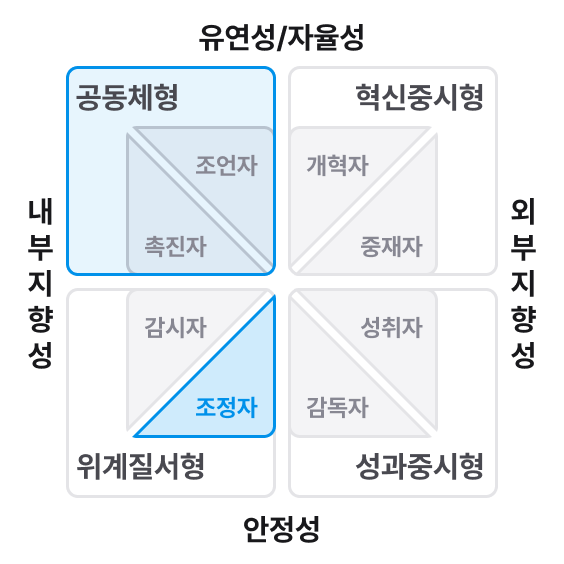 유연성/자율성
공동체형
혁신중시형
조언자
개혁자
촉진자
중재자
내부지향성
외부지향성
감시자
성취자
조정자
감독자
위계질서형
성과중시형
안정성